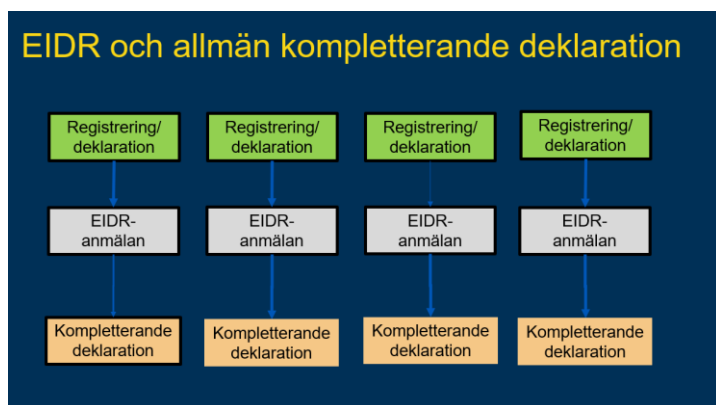 EIDR och allmän kompletterande deklaration
Registrering/
deklaration
Registrering/
deklaration
Registrering/
deklaration
Registrering/
deklaration
EIDR-
anmälan
EIDR-
anmälan
EIDR-
anmälan
EIDR-
anmälan
Kompletterande
deklaration
Kompletterande
deklaration
Kompletterande
deklaration
Kompletterande
deklaration